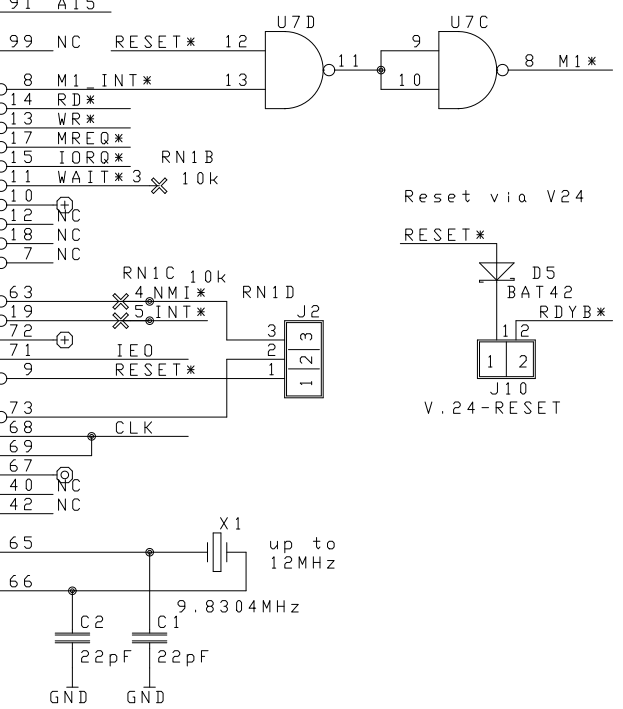 91 A15
U7D U7C
99 NC RESET* 12 11 9
8 M1*
8 M1_INT* 13 10
14 RD*
13 WR*
17 MREQ*
15 IORQ* RN1B
11 WAIT* 3 10k
10
12 NC
18 NC
7 NC
Reset via V24
RESET*
D5
BAT42
RDYB*
1 2
1 2
J10
V.24-RESET
RN1C 10k
63 4 NMI* RN1D
19 5 INT* J2
72 3 3
71 IEO 2 2
9 RESET* 1 1
73
68 CLK
69
67
40 NC
42 NC
X1
65 up to
12MHz
66
9.8304MHz
C2 C1
22pF 22pF
GND GND